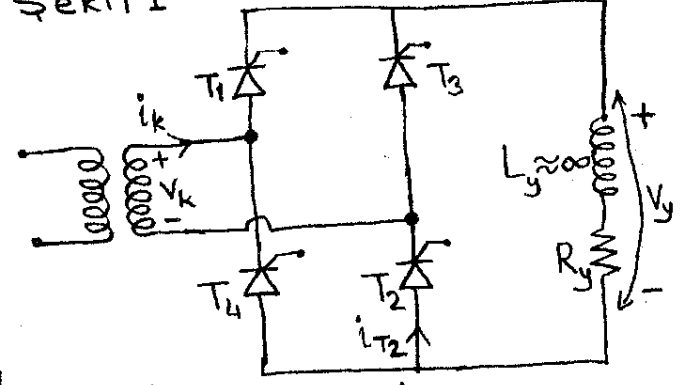 Şekil 1
T1
T3
ik
+
Vk
-
Ly≈∞
+
Vy
Ry
-
T4
T2
iT2